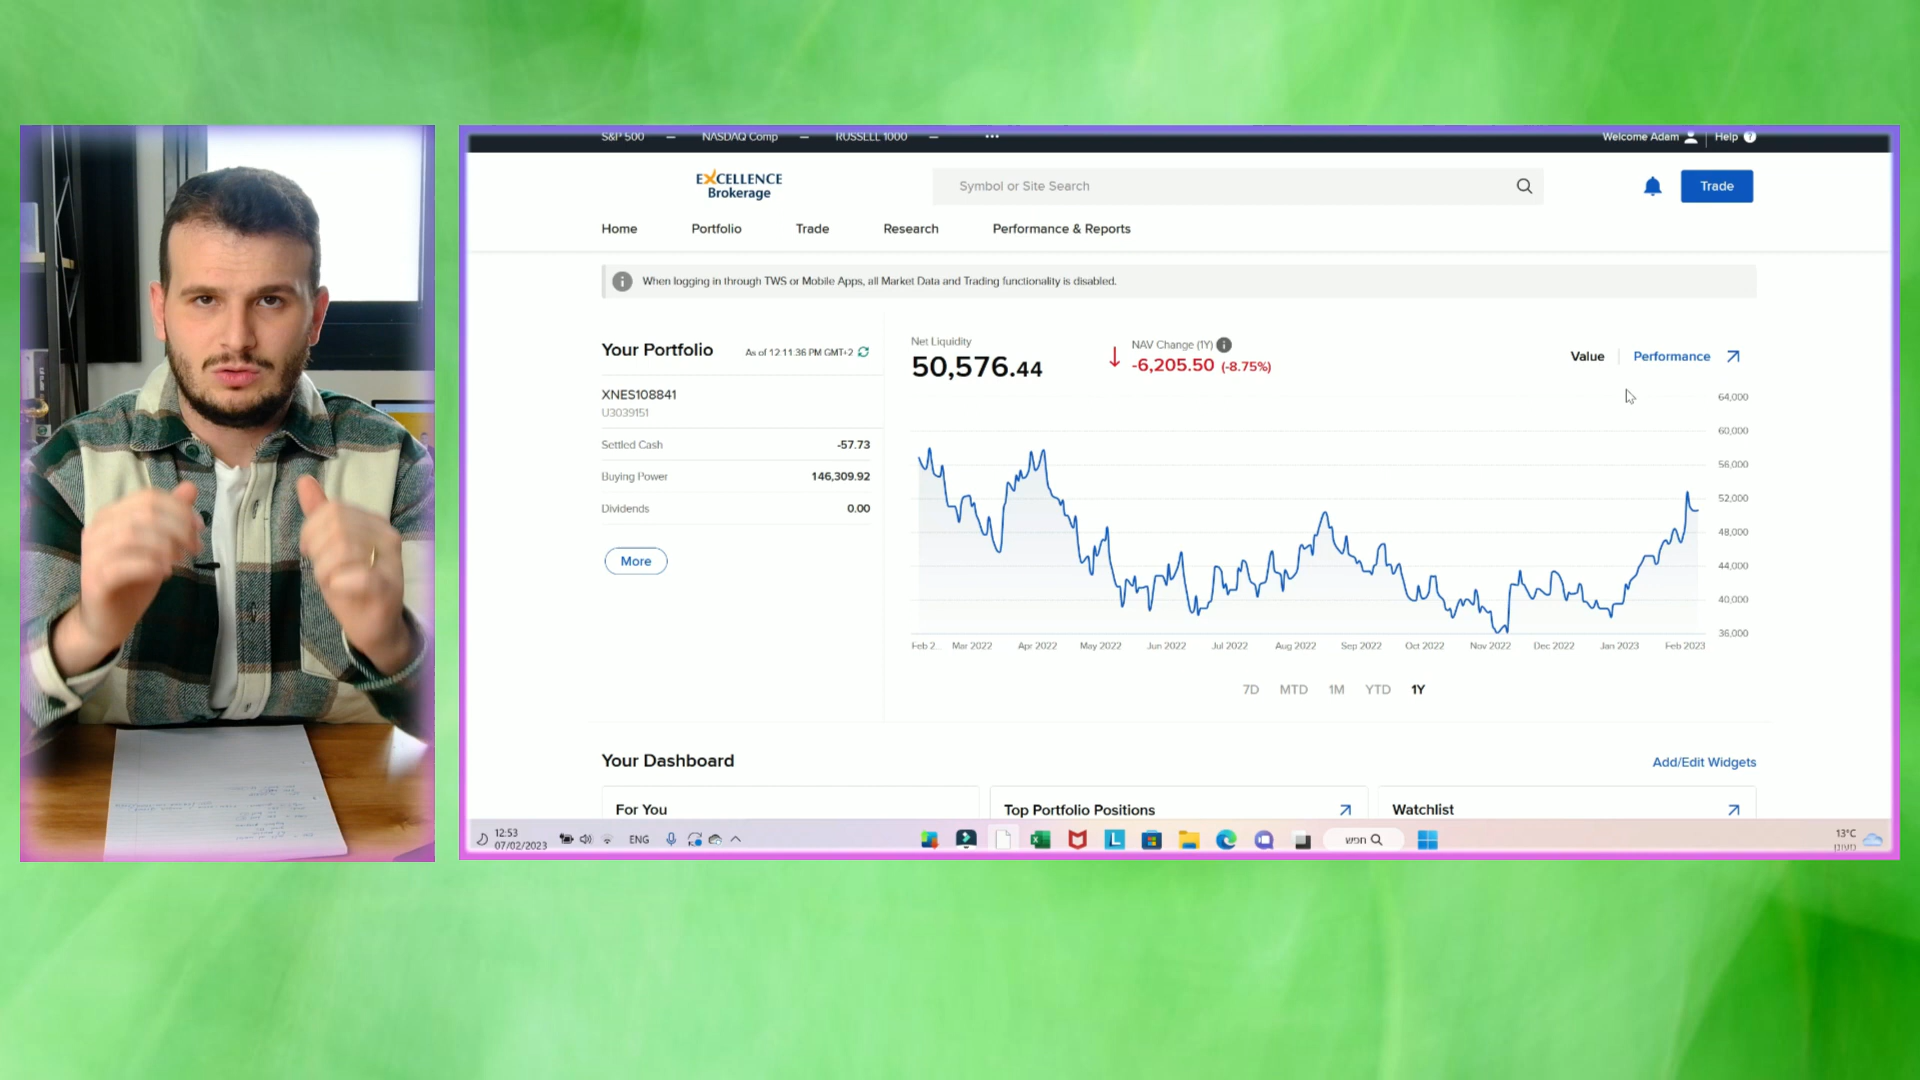 S&P 500 — NASDAQ Comp — RUSSELL 1000 — ...
Welcome Adam | Help ?
EXCELLENCE
Brokerage
Symbol or Site Search
Trade
Home Portfolio Trade Research Performance & Reports
When logging in through TWS or Mobile Apps, all Market Data and Trading functionality is disabled.
Your Portfolio As of 12:11:36 PM GMT+2
XNES108841
U3039151
Settled Cash -57.73
Buying Power 146,309.92
Dividends 0.00
More
Net Liquidity
50,576.44
NAV Change (1Y)
-6,205.50 (-8.75%)
Value | Performance
64,000
60,000
56,000
52,000
48,000
44,000
40,000
36,000
Feb 2... Mar 2022 Apr 2022 May 2022 Jun 2022 Jul 2022 Aug 2022 Sep 2022 Oct 2022 Nov 2022 Dec 2022 Jan 2023 Feb 2023
7D MTD 1M YTD 1Y
Your Dashboard Add/Edit Widgets
For You
Top Portfolio Positions
Watchlist
12:53
07/02/2023
ENG
חפש
13°C
מעונן